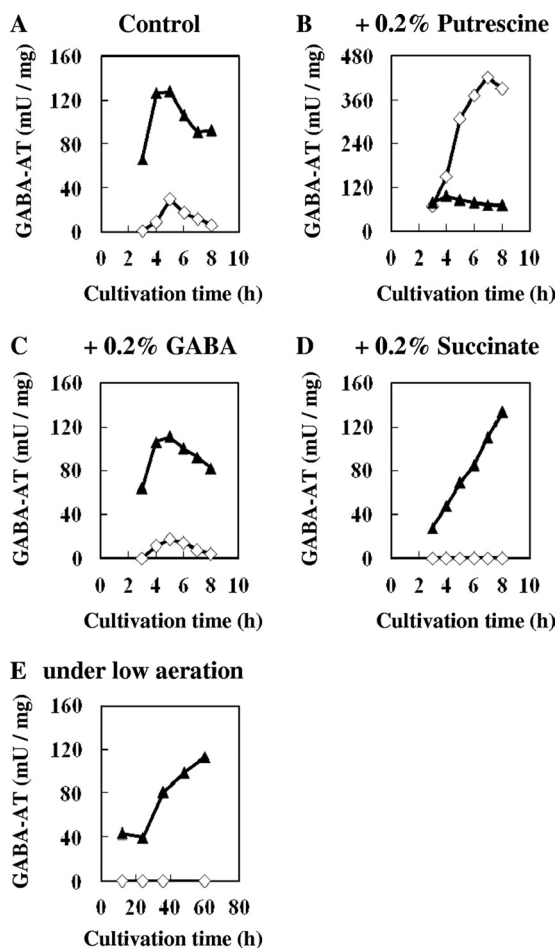 A Control
GABA-AT (mU / mg)
160
120
80
40
0
0 2 4 6 8 10
Cultivation time (h)
B + 0.2% Putrescine
GABA-AT (mU / mg)
480
360
240
120
0
0 2 4 6 8 10
Cultivation time (h)
C + 0.2% GABA
GABA-AT (mU / mg)
160
120
80
40
0
0 2 4 6 8 10
Cultivation time (h)
D + 0.2% Succinate
GABA-AT (mU / mg)
160
120
80
40
0
0 2 4 6 8 10
Cultivation time (h)
E under low aeration
GABA-AT (mU / mg)
160
120
80
40
0
0 20 40 60 80
Cultivation time (h)